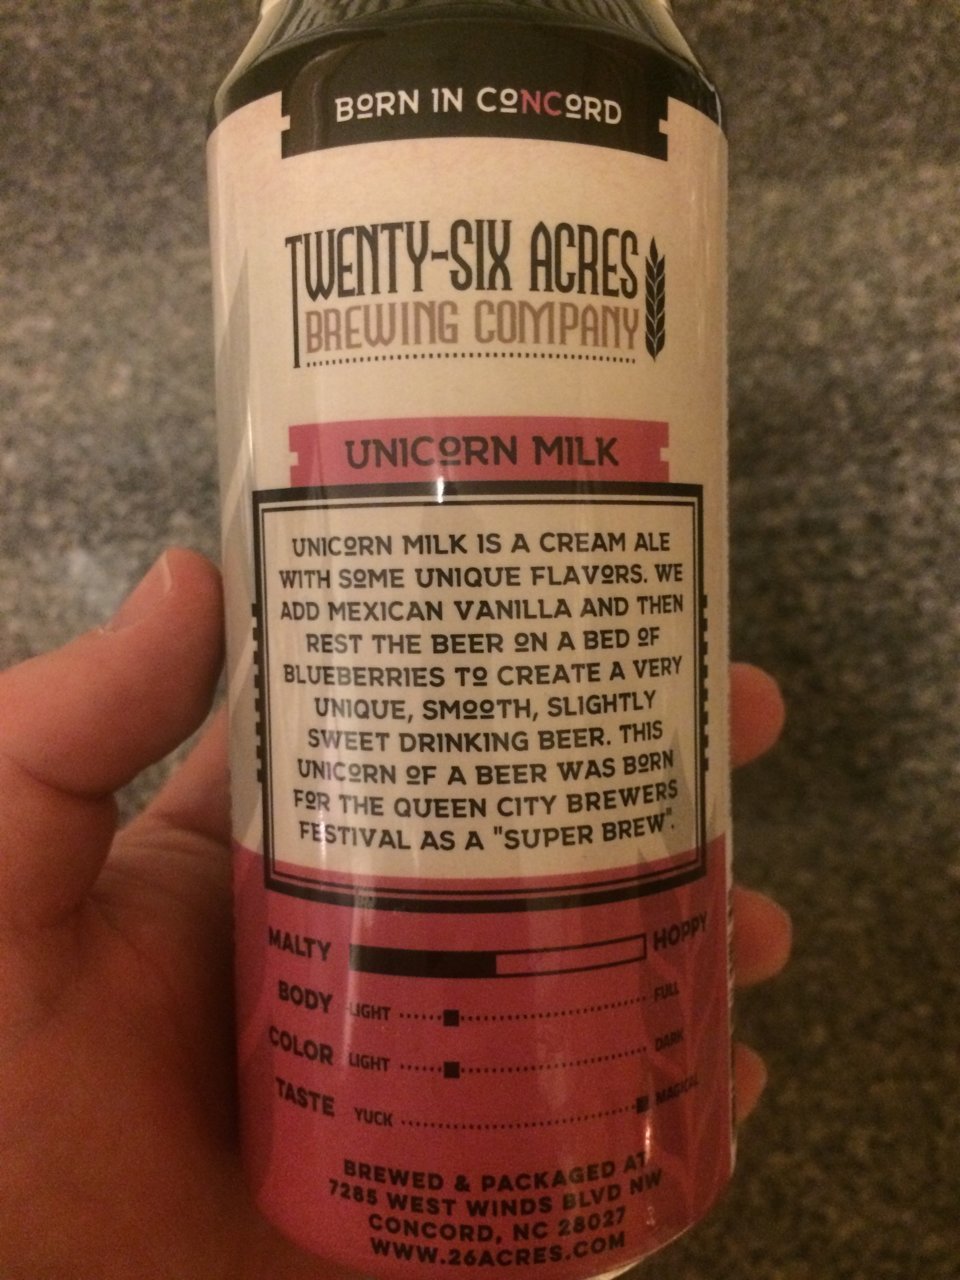 BORN IN CONCORD
TWENTY-SIX ACRES
BREWING COMPANY
UNICORN MILK
UNICORN MILK IS A CREAM ALE
WITH SOME UNIQUE FLAVORS. WE
ADD MEXICAN VANILLA AND THEN
REST THE BEER ON A BED OF
BLUEBERRIES TO CREATE A VERY
UNIQUE, SMOOTH, SLIGHTLY
SWEET DRINKING BEER. THIS
UNICORN OF A BEER WAS BORN
FOR THE QUEEN CITY BREWERS
FESTIVAL AS A "SUPER BREW".
MALTY HOPPY
BODY LIGHT FULL
COLOR LIGHT DARK
TASTE YUCK MAGICAL
BREWED & PACKAGED AT
7285 WEST WINDS BLVD NW
CONCORD, NC 28027
WWW.26ACRES.COM